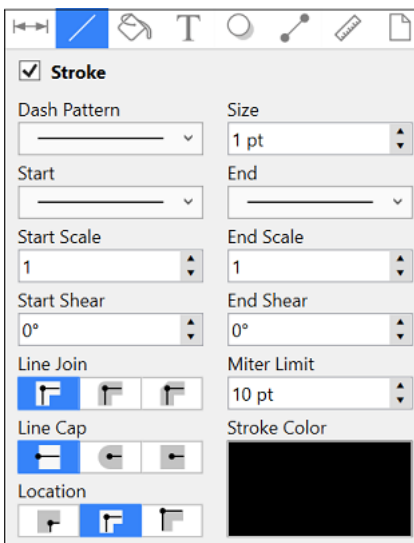 T
Stroke
Dash Pattern Size
1 pt
Start End
Start Scale End Scale
1 1
Start Shear End Shear
0° 0°
Line Join Miter Limit
10 pt
Line Cap Stroke Color
Location